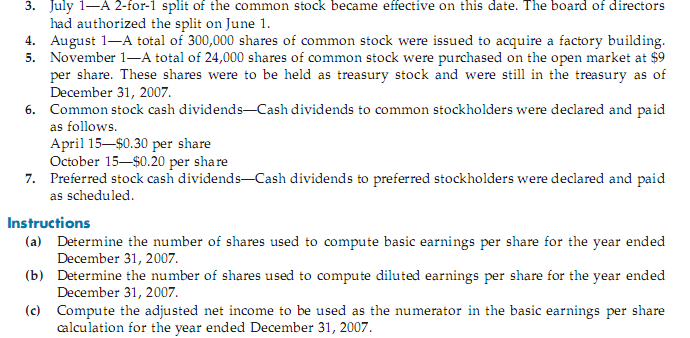 3. July 1—A 2-for-1 split of the common stock became effective on this date. The board of directors
had authorized the split on June 1.
4. August 1—A total of 300,000 shares of common stock were issued to acquire a factory building.
5. November 1—A total of 24,000 shares of common stock were purchased on the open market at $9
per share. These shares were to be held as treasury stock and were still in the treasury as of
December 31, 2007.
6. Common stock cash dividends—Cash dividends to common stockholders were declared and paid
as follows.
April 15—$0.30 per share
October 15—$0.20 per share
7. Preferred stock cash dividends—Cash dividends to preferred stockholders were declared and paid
as scheduled.
Instructions
(a) Determine the number of shares used to compute basic earnings per share for the year ended
December 31, 2007.
(b) Determine the number of shares used to compute diluted earnings per share for the year ended
December 31, 2007.
(c) Compute the adjusted net income to be used as the numerator in the basic earnings per share
calculation for the year ended December 31, 2007.